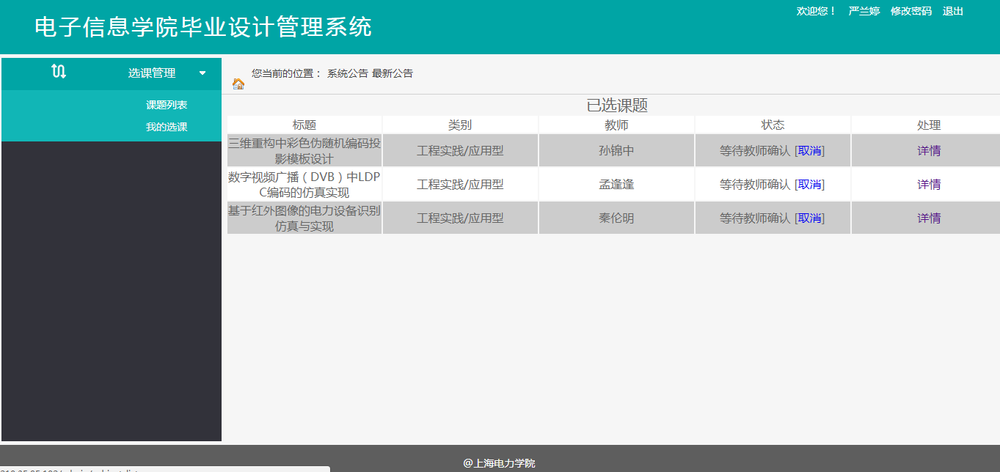 电子信息学院毕业设计管理系统
欢迎您！ 严兰婷 修改密码 退出
选课管理
课题列表
我的选课
您当前的位置： 系统公告 最新公告
已选课题
标题 类别 教师 状态 处理
三维重构中彩色伪随机编码投
影模板设计
工程实践/应用型 孙锦中 等待教师确认 [取消] 详情
数字视频广播（DVB）中LDP
C编码的仿真实现
工程实践/应用型 孟逢逢 等待教师确认 [取消] 详情
基于红外图像的电力设备识别
仿真与实现
工程实践/应用型 秦伦明 等待教师确认 [取消] 详情
@上海电力学院